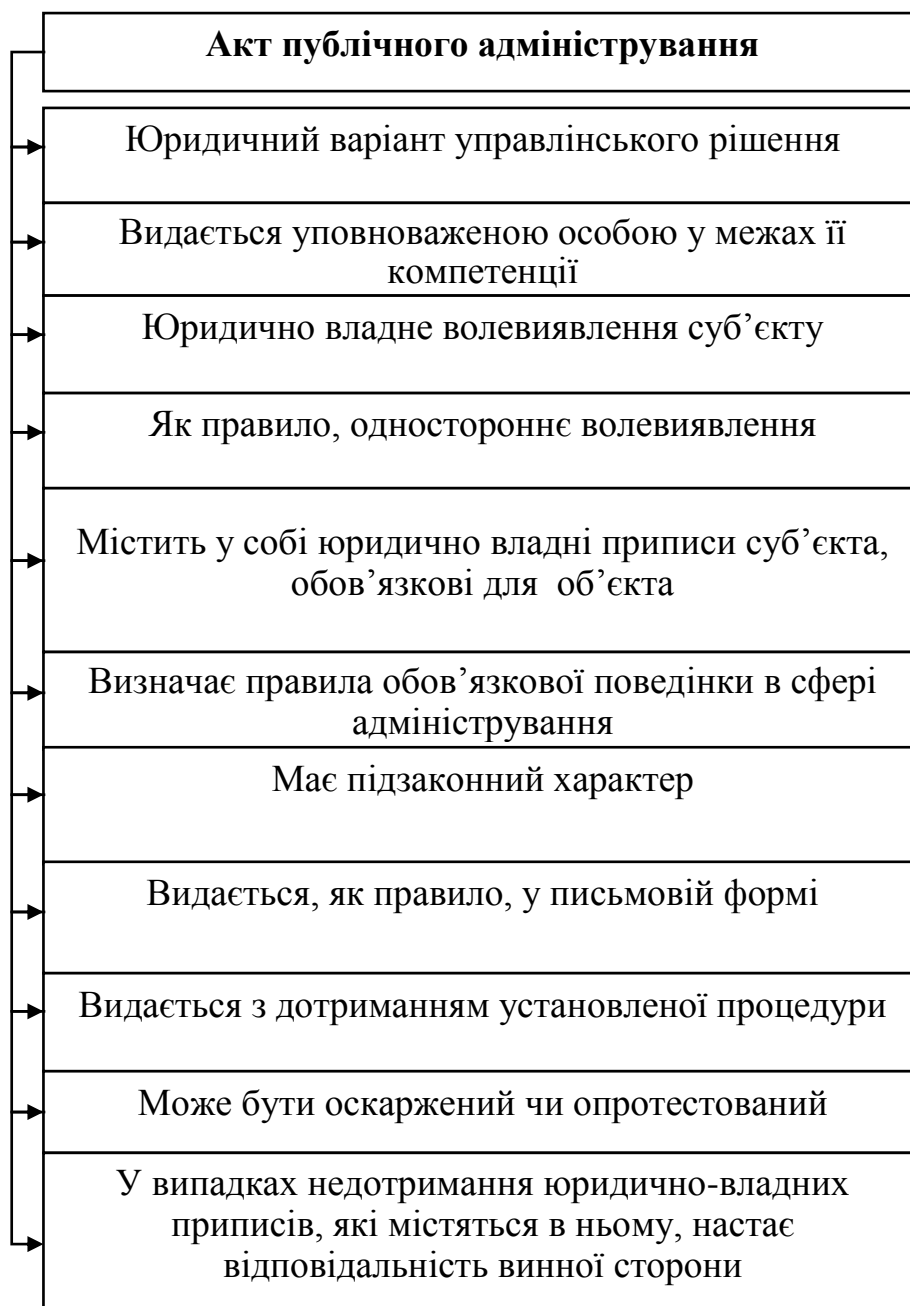 Акт публічного адміністрування
Юридичний варіант управлінського рішення
Видається уповноваженою особою у межах її
компетенції
Юридично владне волевиявлення суб’єкту
Як правило, одностороннє волевиявлення
Містить у собі юридично владні приписи суб’єкта,
обов’язкові для об’єкта
Визначає правила обов’язкової поведінки в сфері
адміністрування
Має підзаконний характер
Видається, як правило, у письмовій формі
Видається з дотриманням установленої процедури
Може бути оскаржений чи опротестований
У випадках недотримання юридично-владних
приписів, які містяться в ньому, настає
відповідальність винної сторони